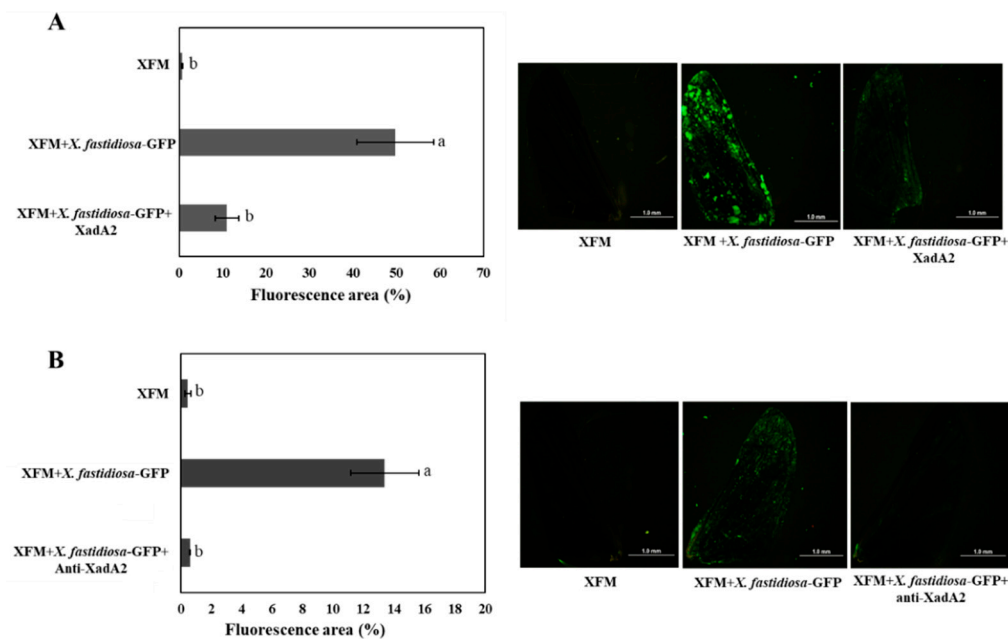 A
XFM
b
XFM+X. fastidiosa-GFP
a
XFM+X. fastidiosa-GFP+
XadA2
b
0 10 20 30 40 50 60 70
Fluorescence area (%)
1.0 mm
1.0 mm
1.0 mm
XFM
XFM +X. fastidiosa-GFP
XFM+X. fastidiosa-GFP+
XadA2
B
XFM
b
XFM+X. fastidiosa-GFP
a
XFM+X. fastidiosa-GFP+
Anti-XadA2
b
0 2 4 6 8 10 12 14 16 18 20
Fluorescence area (%)
1.0 mm
1.0 mm
1.0 mm
XFM
XFM+X. fastidiosa-GFP
XFM+X. fastidiosa-GFP+
anti-XadA2